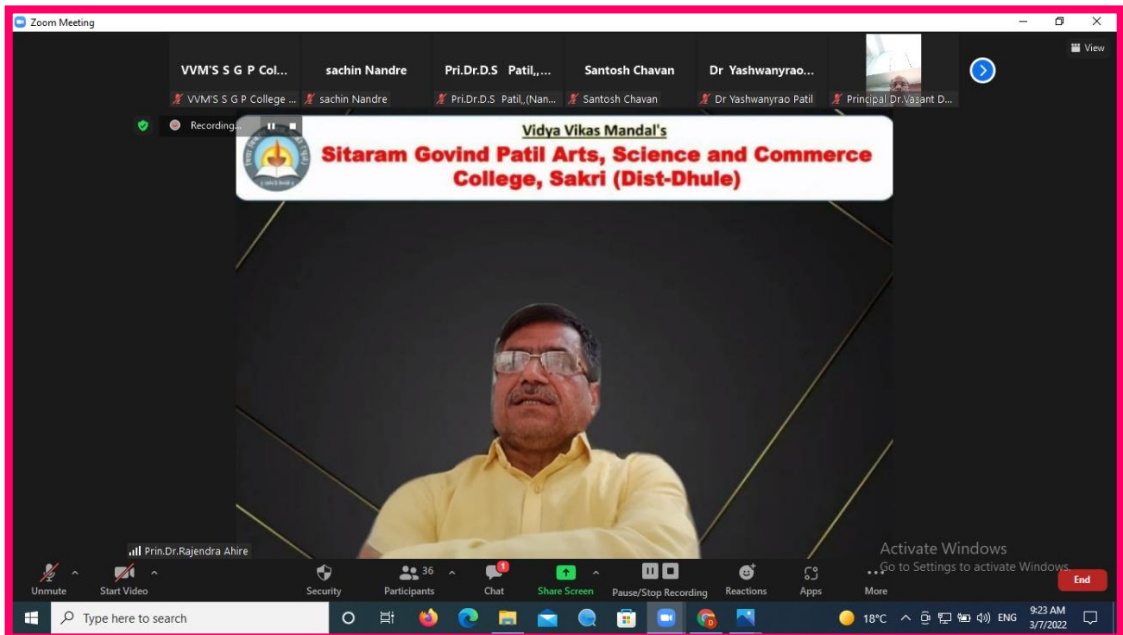 Zoom Meeting
View
VVM'S S G P Col...
sachin Nandre
Pri.Dr.D.S Patil,,...
Santosh Chavan
Dr Yashwanyrao...
VVM'S S G P College ...
sachin Nandre
Pri.Dr.D.S Patil,,(Nan...
Santosh Chavan
Dr Yashwanyrao Patil
Principal Dr.Vasant D...
Recording...
Vidya Vikas Mandal's
Sitaram Govind Patil Arts, Science and Commerce
College, Sakri (Dist-Dhule)
Prin.Dr.Rajendra Ahire
Activate Windows
Go to Settings to activate Windows.
Unmute
Start Video
Security
Participants
36
Chat
1
Share Screen
Pause/Stop Recording
Reactions
Apps
More
End
Type here to search
18°C
ENG
9:23 AM
3/7/2022